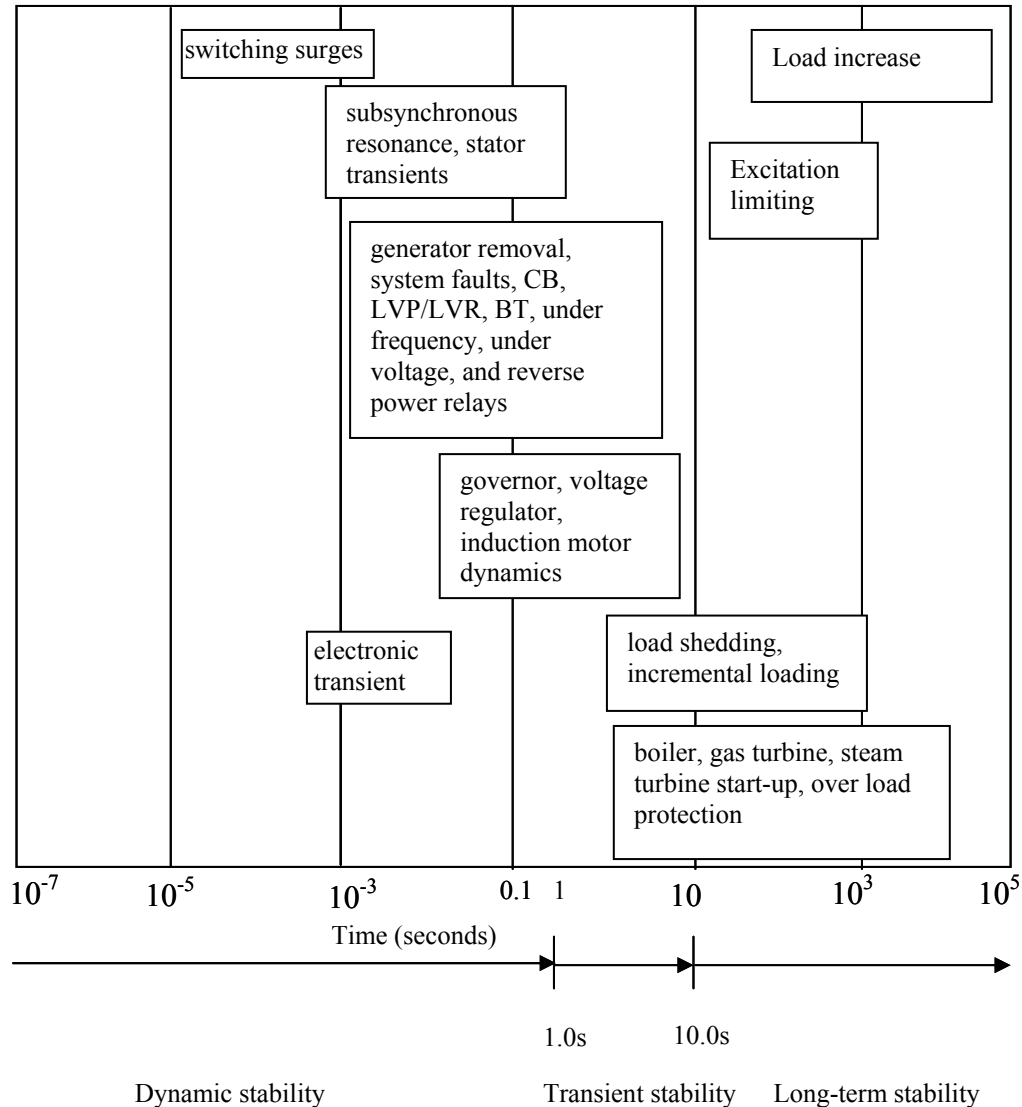 switching surges
Load increase
subsynchronous
resonance, stator
transients
Excitation
limiting
generator removal,
system faults, CB,
LVP/LVR, BT, under
frequency, under
voltage, and reverse
power relays
governor, voltage
regulator,
induction motor
dynamics
electronic
transient
load shedding,
incremental loading
boiler, gas turbine, steam
turbine start-up, over load
protection
10⁻⁷ 10⁻⁵ 10⁻³ 0.1 1 10 10³ 10⁵
Time (seconds)
1.0s 10.0s
Dynamic stability Transient stability Long-term stability